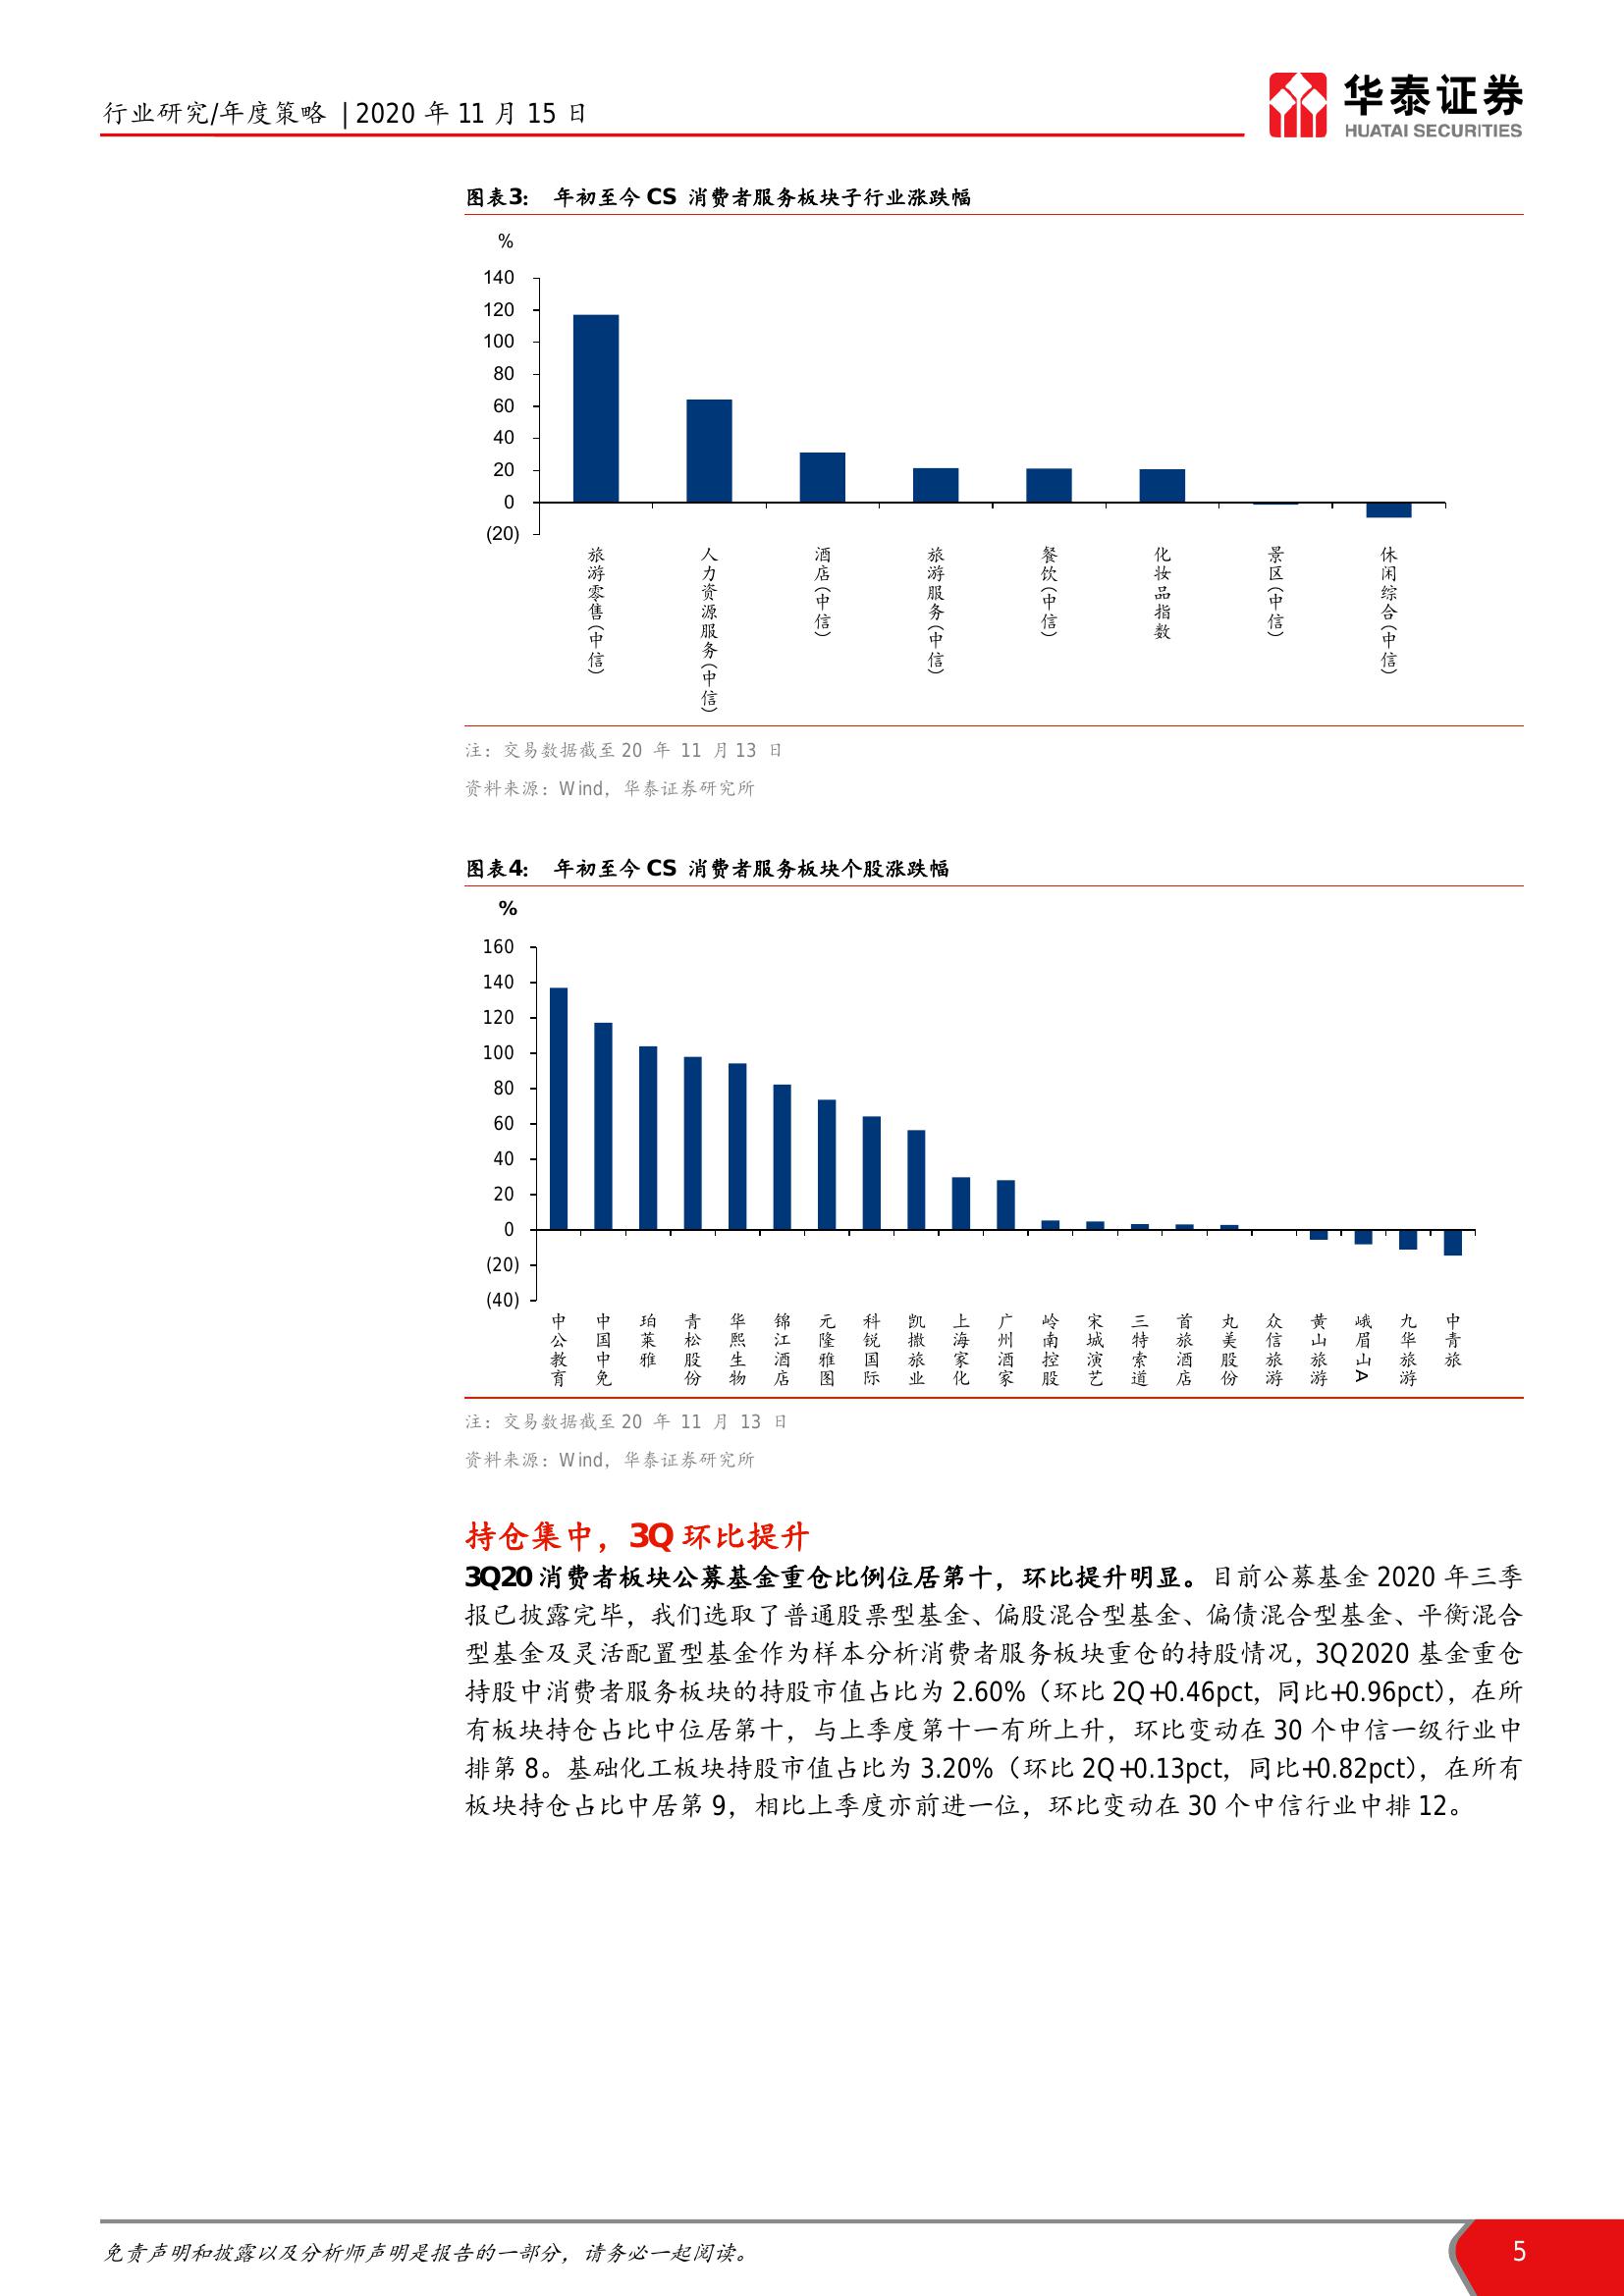 行业研究/年度策略 | 2020 年 11 月 15 日
华泰证券
HUATAI SECURITIES
图表3： 年初至今 CS 消费者服务板块子行业涨跌幅
%
140
120
100
80
60
40
20
0
(20)
旅游零售(中信)
人力资源服务(中信)
酒店(中信)
旅游服务(中信)
餐饮(中信)
化妆品指数
景区(中信)
休闲综合(中信)
注：交易数据截至 20 年 11 月 13 日
资料来源：Wind，华泰证券研究所
图表4： 年初至今 CS 消费者服务板块个股涨跌幅
%
160
140
120
100
80
60
40
20
0
(20)
(40)
中公教育
中国中免
珀莱雅
青松股份
华熙生物
锦江酒店
元隆雅图
科锐国际
凯撒旅业
上海家化
广州酒家
岭南控股
宋城演艺
三特索道
首旅酒店
丸美股份
众信旅游
黄山旅游
峨眉山A
九华旅游
中青旅
注：交易数据截至 20 年 11 月 13 日
资料来源：Wind，华泰证券研究所
持仓集中，3Q 环比提升
3Q20 消费者板块公募基金重仓比例位居第十，环比提升明显。目前公募基金 2020 年三季
报已披露完毕，我们选取了普通股票型基金、偏股混合型基金、偏债混合型基金、平衡混合
型基金及灵活配置型基金作为样本分析消费者服务板块重仓的持股情况，3Q2020 基金重仓
持股中消费者服务板块的持股市值占比为 2.60%（环比 2Q+0.46pct，同比+0.96pct），在所
有板块持仓占比中位居第十，与上季度第十一有所上升，环比变动在 30 个中信一级行业中
排第 8。基础化工板块持股市值占比为 3.20%（环比 2Q+0.13pct，同比+0.82pct），在所有
板块持仓占比中居第 9，相比上季度亦前进一位，环比变动在 30 个中信行业中排 12。
免责声明和披露以及分析师声明是报告的一部分，请务必一起阅读。
5